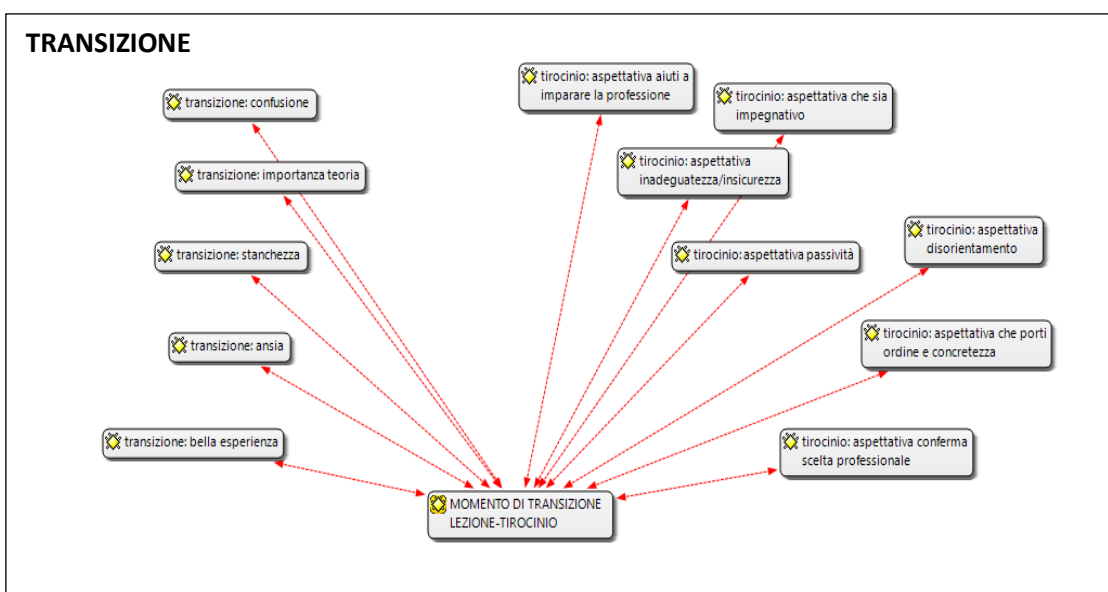 TRANSIZIONE
transizione: confusione
transizione: importanza teoria
transizione: stanchezza
transizione: ansia
transizione: bella esperienza
tirocinio: aspettativa aiuti a
imparare la professione
tirocinio: aspettativa che sia
impegnativo
tirocinio: aspettativa
inadeguatezza/insicurezza
tirocinio: aspettativa passività
tirocinio: aspettativa
disorientamento
tirocinio: aspettativa che porti
ordine e concretezza
tirocinio: aspettativa conferma
scelta professionale
MOMENTO DI TRANSIZIONE
LEZIONE-TIROCINIO